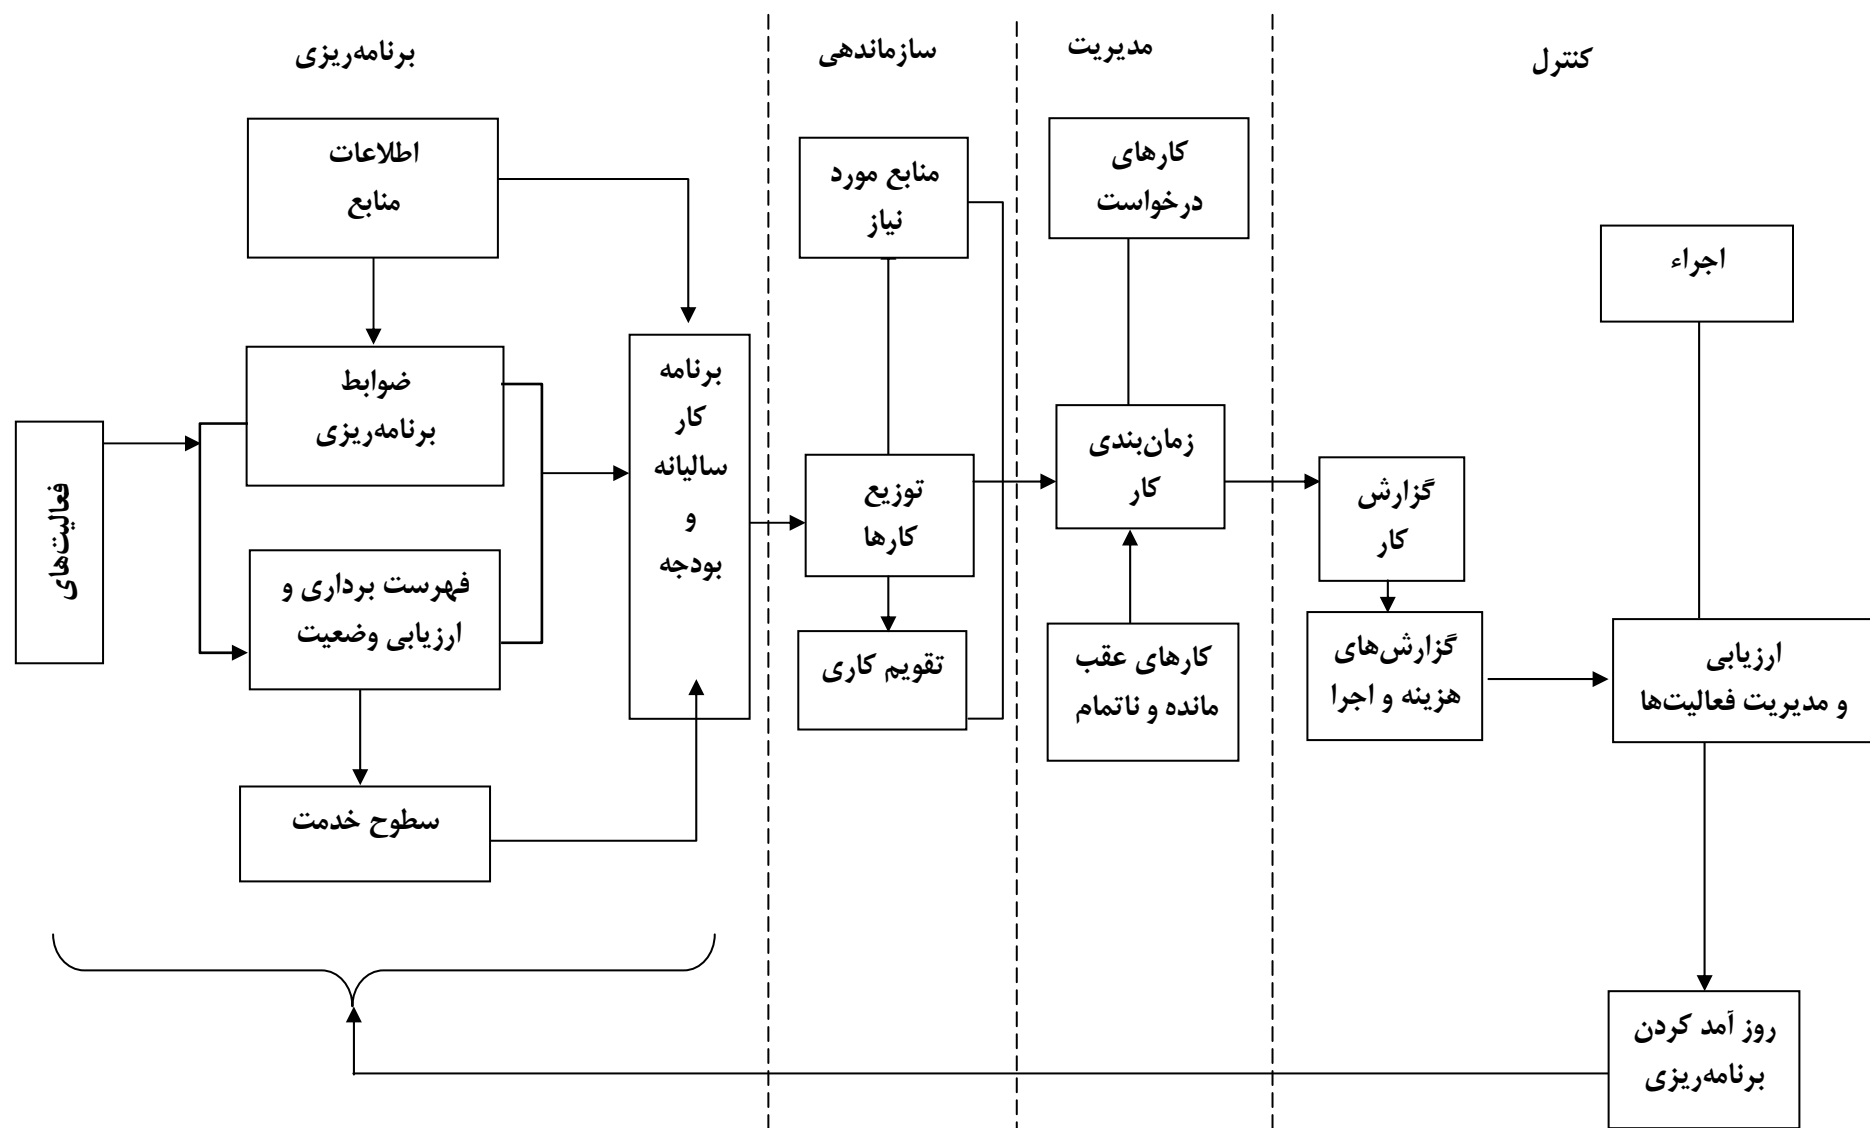 برنامه‌ریزی
سازماندهی
مدیریت
کنترل
اطلاعات
منابع
ضوابط
برنامه‌ریزی
فعالیت‌های
فهرست برداری و
ارزیابی وضعیت
سطوح خدمت
برنامه
کار
سالیانه
و
بودجه
منابع مورد
نیاز
توزیع
کارها
تقویم کاری
کارهای
درخواست
زمان‌بندی
کار
کارهای عقب
مانده و ناتمام
گزارش
کار
گزارش‌های
هزینه و اجرا
اجراء
ارزیابی
و مدیریت فعالیت‌ها
روز آمد کردن
برنامه‌ریزی